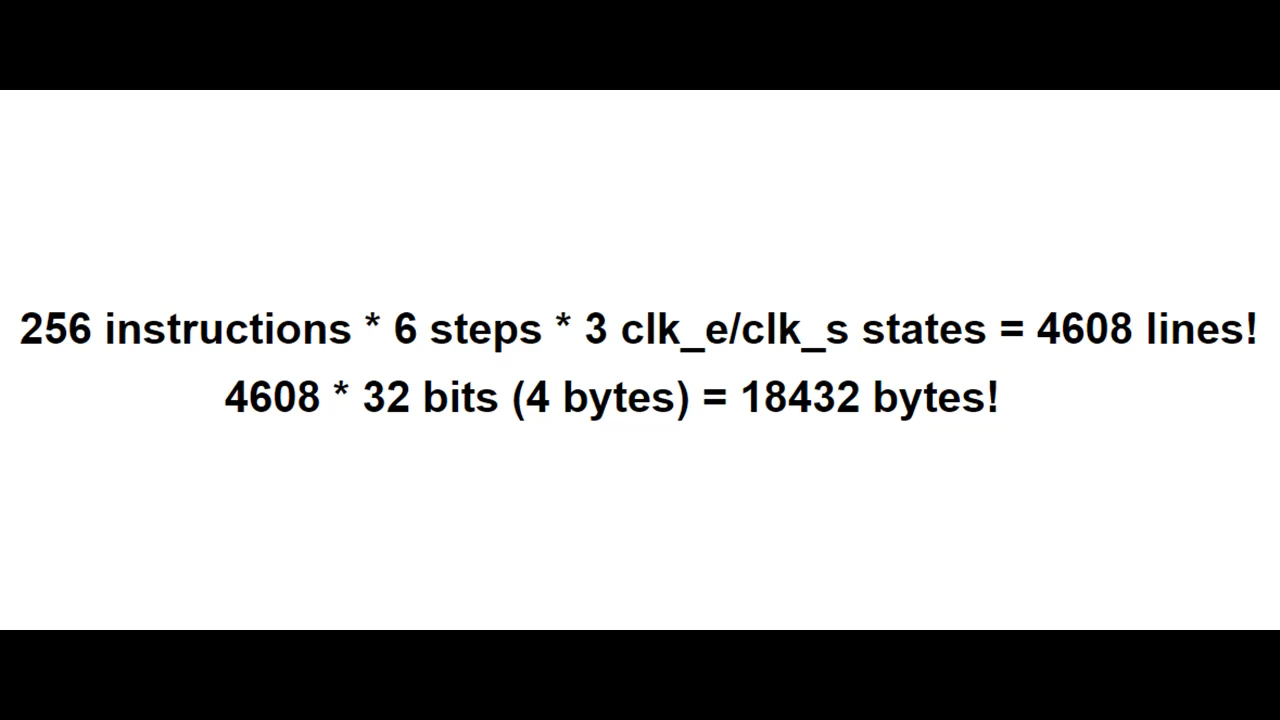 256 instructions * 6 steps * 3 clk_e/clk_s states = 4608 lines!
4608 * 32 bits (4 bytes) = 18432 bytes!